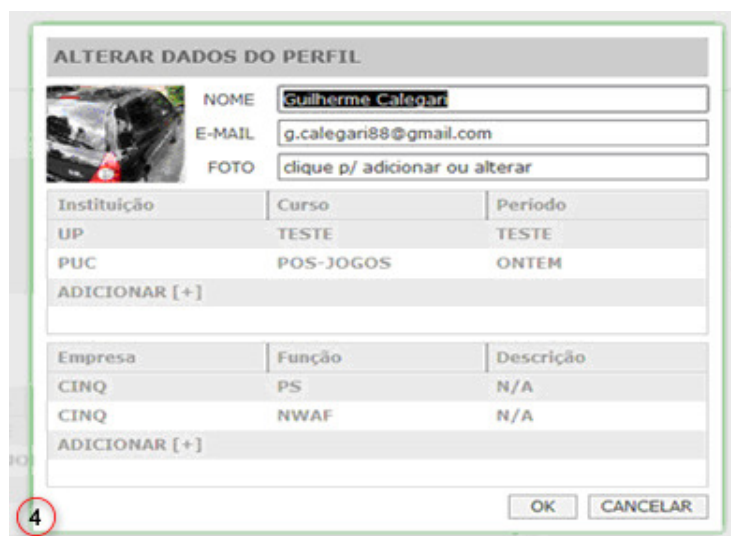 ALTERAR DADOS DO PERFIL
NOME Guilherme Calegari
E-MAIL g.calegari88@gmail.com
FOTO clique p/ adicionar ou alterar
Instituição Curso Período
UP TESTE TESTE
PUC POS-JOGOS ONTEM
ADICIONAR [+]
Empresa Função Descrição
CINQ PS N/A
CINQ NWAF N/A
ADICIONAR [+]
OK CANCELAR
4